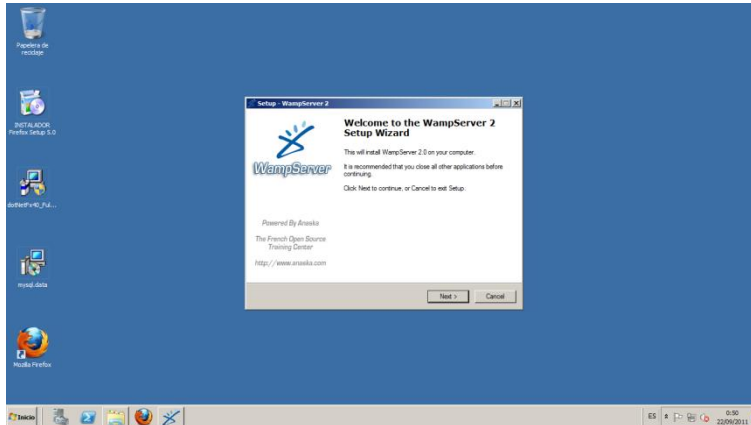 Papelera de
reciclaje
INSTALADOR
Firefox Setup 5.0
dotNetFx40_Ful...
mysql.data
Mozilla Firefox
Setup - WampServer 2
Welcome to the WampServer 2
Setup Wizard
This will install WampServer 2.0 on your computer.
It is recommended that you close all other applications before
continuing.
Click Next to continue, or Cancel to exit Setup.
WampServer
Powered By Anaska
The French Open Source
Training Center
http://www.anaska.com
Next >
Cancel
Inicio
ES
0:50
22/09/2011